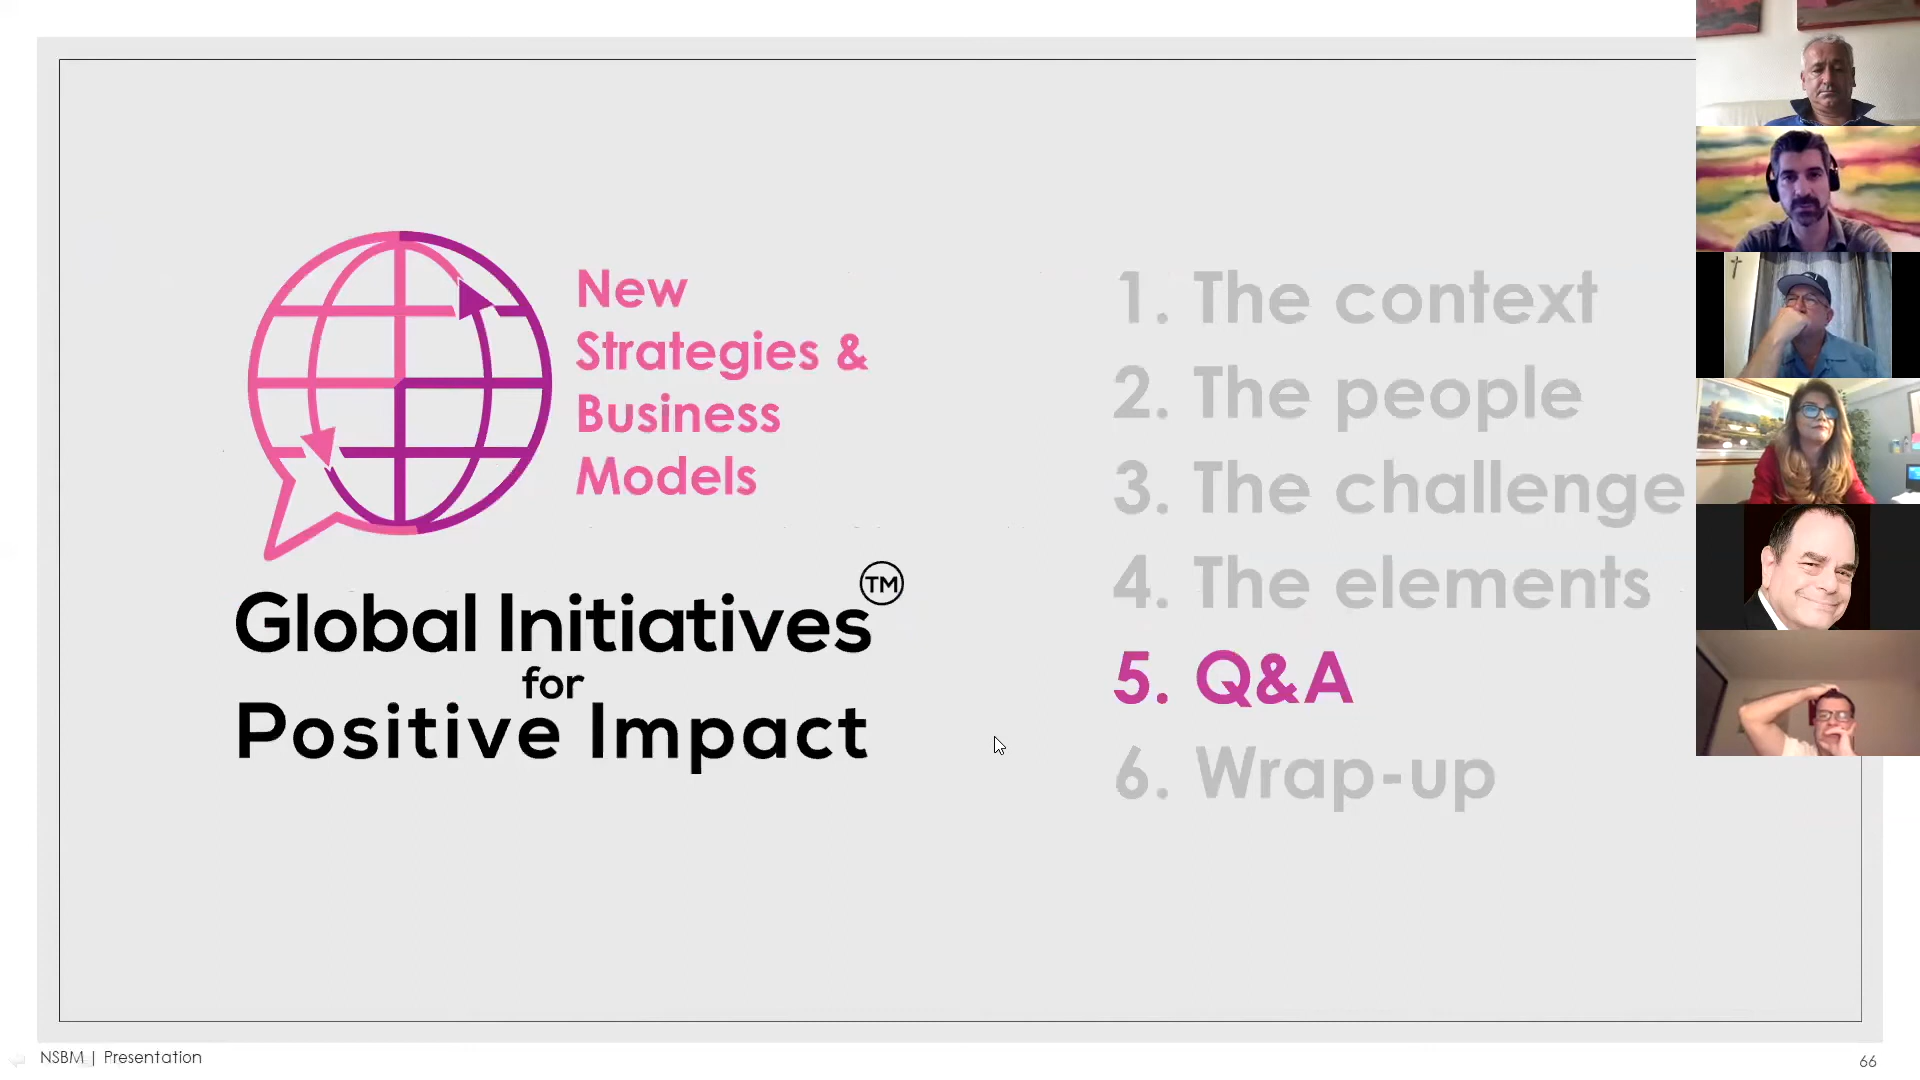 New
Strategies &
Business
Models
Global Initiatives
TM
for
Positive Impact
1. The context
2. The people
3. The challenge
4. The elements
5. Q&A
6. Wrap-up
NSBM | Presentation
66